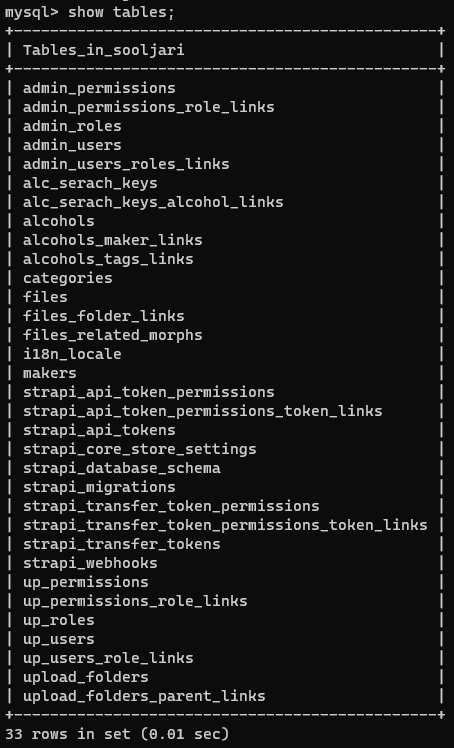 mysql> show tables;
+-----------------------------------------------+
| Tables_in_sooljari                            |
+-----------------------------------------------+
| admin_permissions                             |
| admin_permissions_role_links                  |
| admin_roles                                   |
| admin_users                                   |
| admin_users_roles_links                       |
| alc_serach_keys                               |
| alc_serach_keys_alcohol_links                 |
| alcohols                                      |
| alcohols_maker_links                          |
| alcohols_tags_links                           |
| categories                                    |
| files                                         |
| files_folder_links                            |
| files_related_morphs                          |
| i18n_locale                                   |
| makers                                        |
| strapi_api_token_permissions                  |
| strapi_api_token_permissions_token_links      |
| strapi_api_tokens                             |
| strapi_core_store_settings                    |
| strapi_database_schema                        |
| strapi_migrations                             |
| strapi_transfer_token_permissions             |
| strapi_transfer_token_permissions_token_links |
| strapi_transfer_tokens                        |
| strapi_webhooks                               |
| up_permissions                                |
| up_permissions_role_links                     |
| up_roles                                      |
| up_users                                      |
| up_users_role_links                           |
| upload_folders                                |
| upload_folders_parent_links                   |
+-----------------------------------------------+
33 rows in set (0.01 sec)